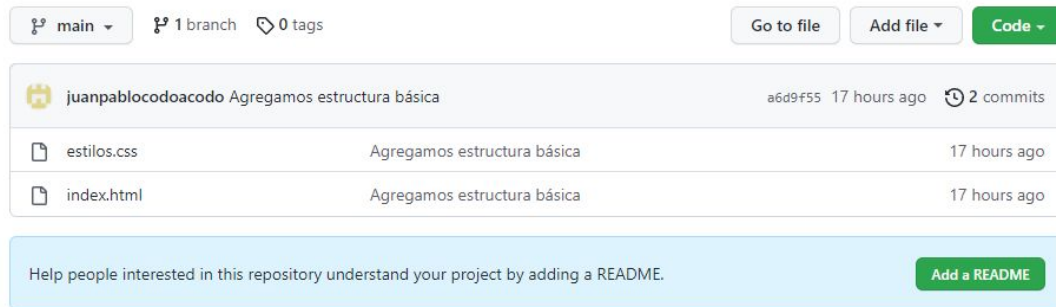 main 1 branch 0 tags Go to file Add file Code
juanpablocodoacodo Agregamos estructura básica a6d9f55 17 hours ago 2 commits
estilos.css Agregamos estructura básica 17 hours ago
index.html Agregamos estructura básica 17 hours ago
Help people interested in this repository understand your project by adding a README. Add a README